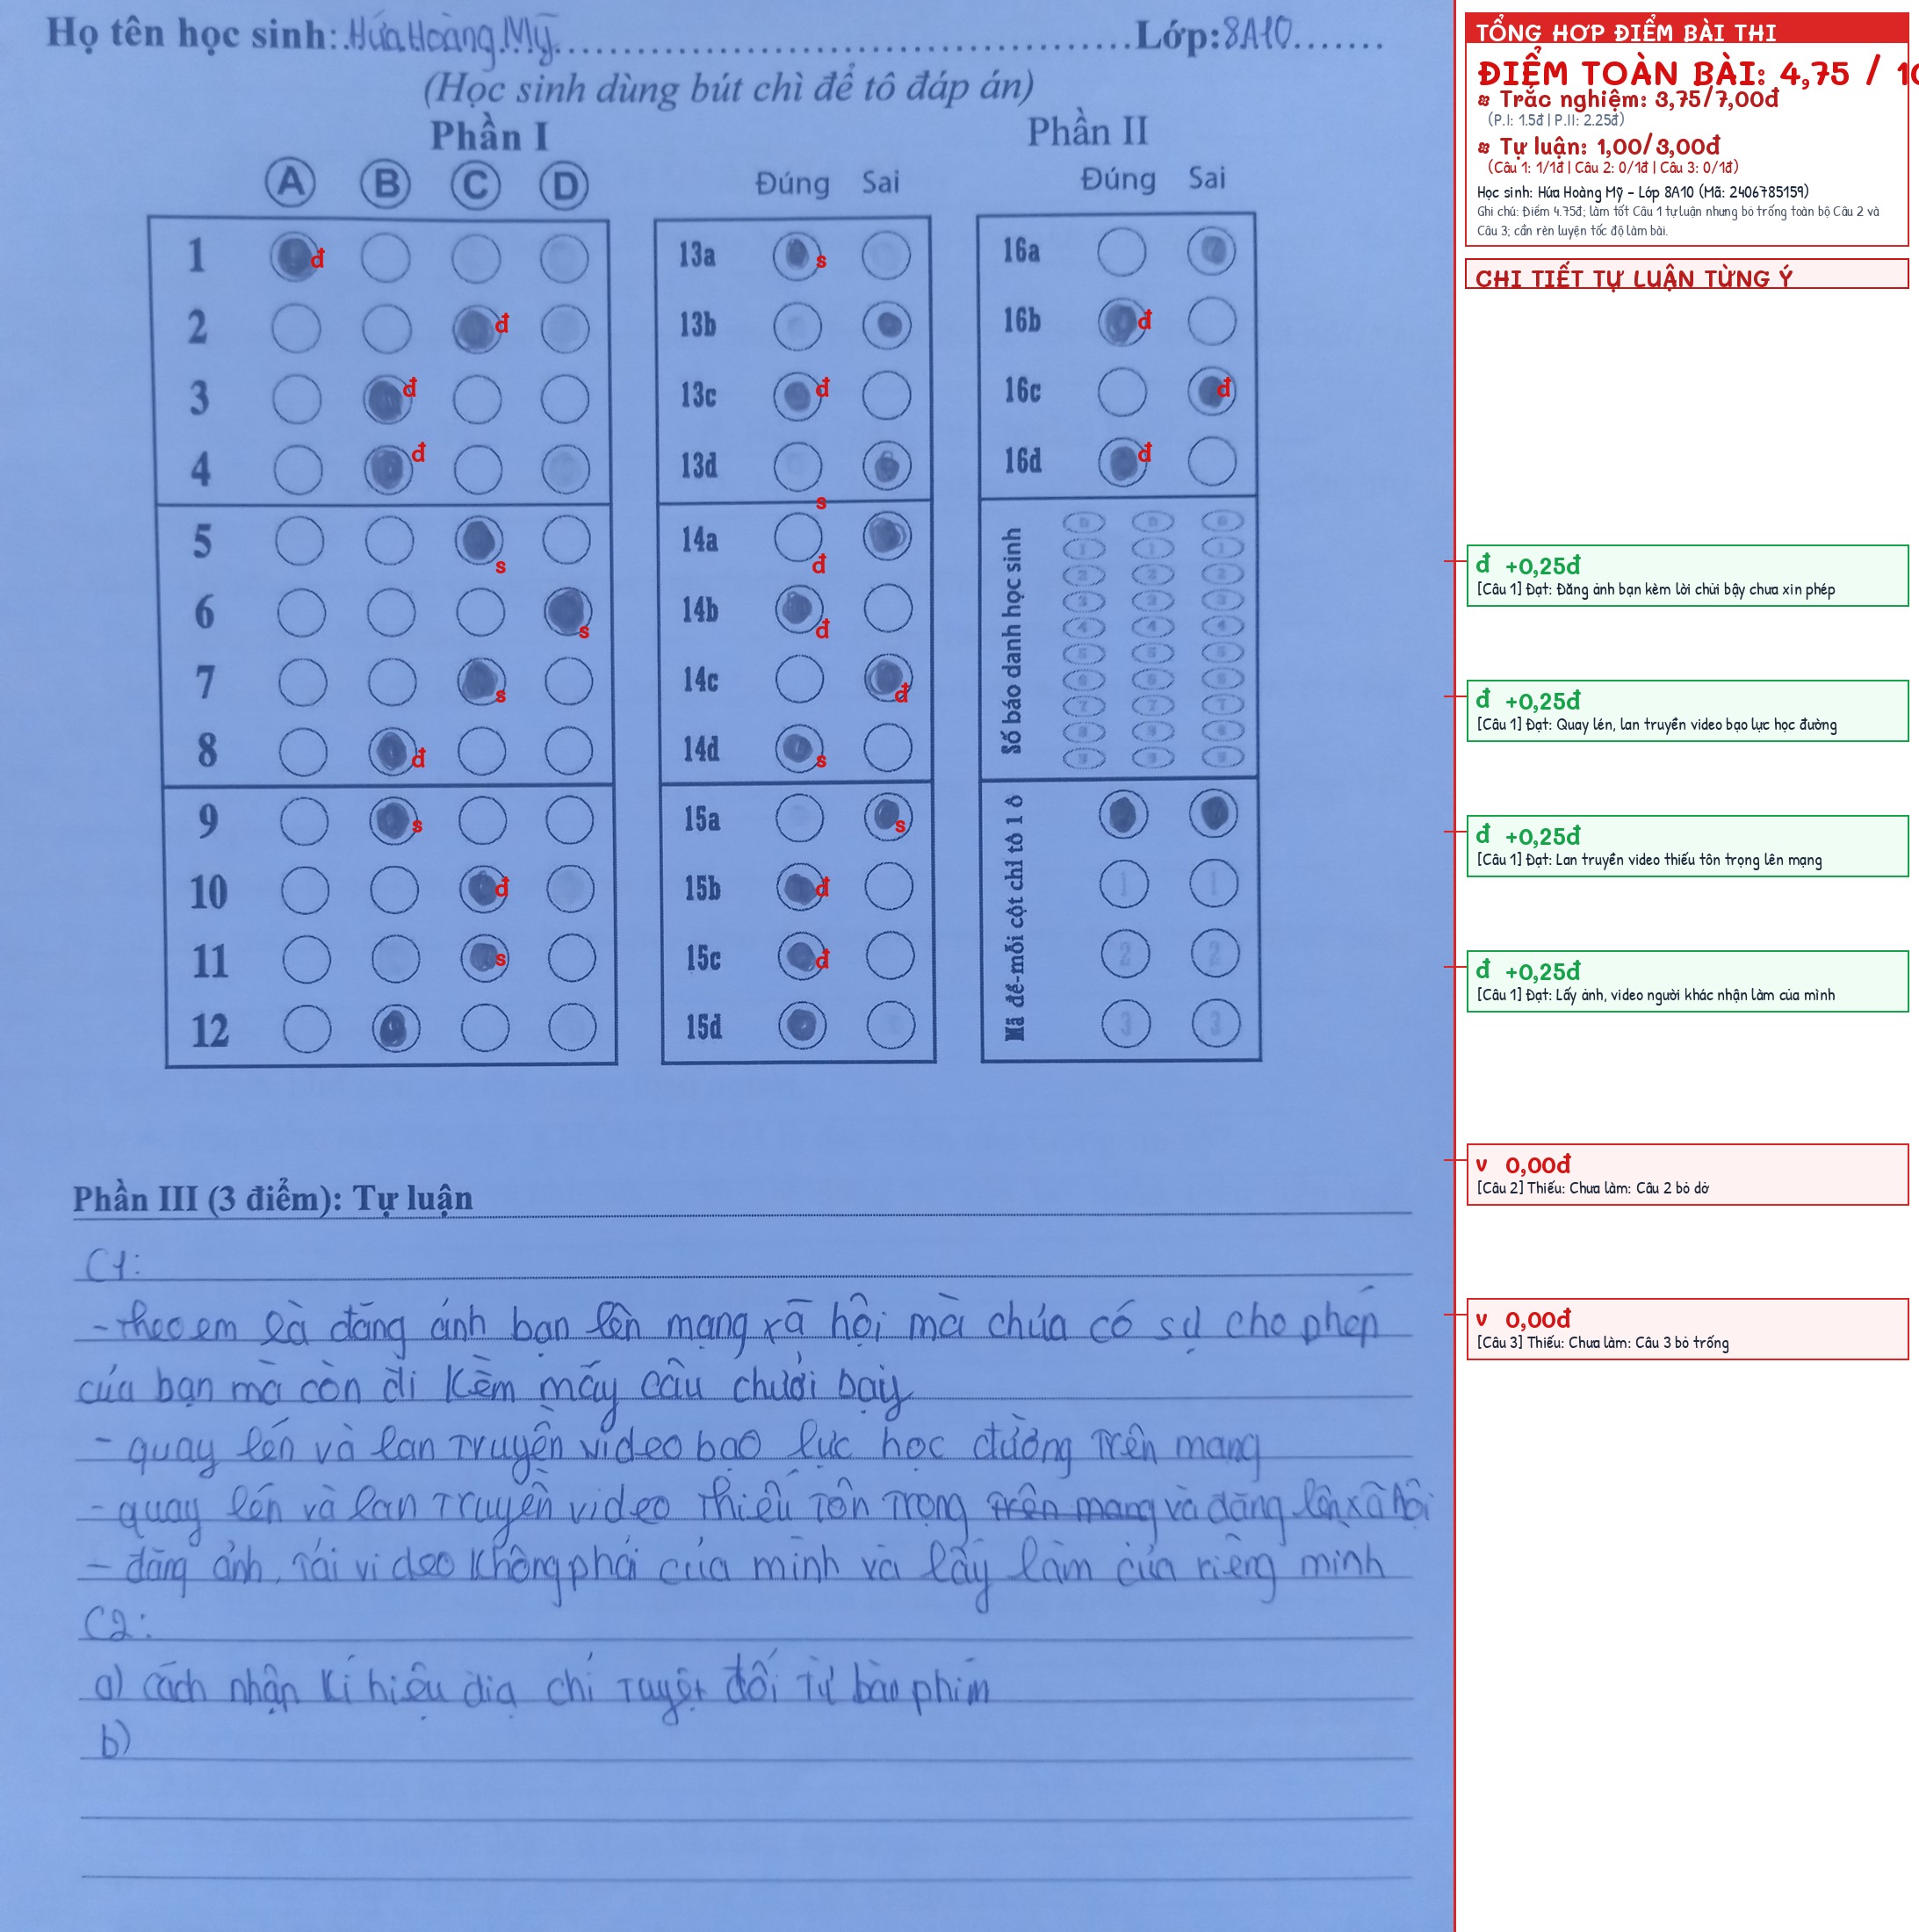 Họ tên học sinh: Hứa Hoàng Mỹ Lớp: 8A10
(Học sinh dùng bút chì để tô đáp án)
Phần I
Phần II
A B C D
Đúng Sai
Đúng Sai
1 đ
2 đ
3 đ
4 đ
5 s
6 s
7 s
8 đ
9 s
10 đ
11 s
12
13a s
13b
13c đ
13d
s
14a
đ
14b đ
14c đ
14d s
15a s
15b đ
15c đ
15d
16a
16b đ
16c đ
16d đ
Số báo danh học sinh
Mã đề-mỗi cột chỉ tô 1 ô
1 1
2 2
3 3
Phần III (3 điểm): Tự luận
C1:
- theo em là đăng ảnh bạn lên mạng xã hội mà chưa có sự cho phép
của bạn mà còn đi kèm mấy câu chưởi bậy
- quay lén và lan truyền video bạo lực học đường trên mạng
- quay lén và lan truyền video thiếu tôn trọng trên mạng và đăng lên xã hội
- đăng ảnh, tải video không phải của mình và lấy làm của riêng mình
C2:
a) cách nhập kí hiệu địa chỉ tuyệt đối từ bàn phím
b)
TỔNG HỢP ĐIỂM BÀI THI
ĐIỂM TOÀN BÀI: 4,75 / 10
Trắc nghiệm: 3,75/7,00đ
(P.I: 1.5đ | P.II: 2.25đ)
Tự luận: 1,00/3,00đ
(Câu 1: 1/1đ | Câu 2: 0/1đ | Câu 3: 0/1đ)
Học sinh: Hứa Hoàng Mỹ - Lớp 8A10 (Mã: 2406785159)
Ghi chú: Điểm 4.75đ; làm tốt Câu 1 tự luận nhưng bỏ trống toàn bộ Câu 2 và
Câu 3; cần rèn luyện tốc độ làm bài.
CHI TIẾT TỰ LUẬN TỪNG Ý
đ +0,25đ
[Câu 1] Đạt: Đăng ảnh bạn kèm lời chửi bậy chưa xin phép
đ +0,25đ
[Câu 1] Đạt: Quay lén, lan truyền video bạo lực học đường
đ +0,25đ
[Câu 1] Đạt: Lan truyền video thiếu tôn trọng lên mạng
đ +0,25đ
[Câu 1] Đạt: Lấy ảnh, video người khác nhận làm của mình
v 0,00đ
[Câu 2] Thiếu: Chưa làm: Câu 2 bỏ dở
v 0,00đ
[Câu 3] Thiếu: Chưa làm: Câu 3 bỏ trống